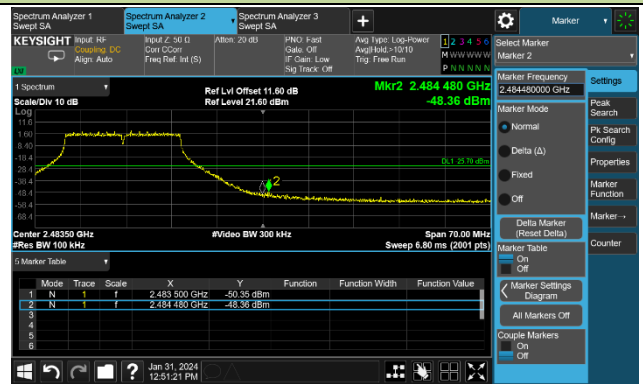 Spectrum Analyzer 1
Swept SA
Spectrum Analyzer 2
Swept SA
Spectrum Analyzer 3
Swept SA
+
Marker
KEYSIGHT
Input: RF
Coupling: DC
Align: Auto
Input Z: 50 Ω
Corr CCorr
Freq Ref: Int (S)
Atten: 20 dB
PNO: Fast
Gate: Off
IF Gain: Low
Sig Track: Off
Avg Type: Log-Power
Avg|Hold:>10/10
Trig: Free Run
1 2 3 4 5 6
M W W W W W
P N N N N N
Select Marker
Marker 2
LW
1 Spectrum
Scale/Div 10 dB
Log
Ref Lvl Offset 11.60 dB
Ref Level 21.60 dBm
Mkr2 2.484 480 GHz
-48.36 dBm
11.6
1.60
-8.40
-18.4
-28.4
-38.4
-48.4
-58.4
-68.4
DL1 -25.70 dBm
2
Center 2.48350 GHz
#Res BW 100 kHz
#Video BW 300 kHz
Span 70.00 MHz
Sweep 6.80 ms (2001 pts)
5 Marker Table
Mode Trace Scale X Y Function Function Width Function Value
1 N 1 f 2.483 500 GHz -50.35 dBm
2 N 1 f 2.484 480 GHz -48.36 dBm
3
4
5
6
Marker Frequency
2.484480000 GHz
Marker Mode
Normal
Delta (Δ)
Fixed
Off
Delta Marker
(Reset Delta)
Marker Table
On
Off
Marker Settings
Diagram
All Markers Off
Couple Markers
On
Off
Settings
Peak
Search
Pk Search
Config
Properties
Marker
Function
Marker→
Counter
?
Jan 31, 2024
12:51:21 PM